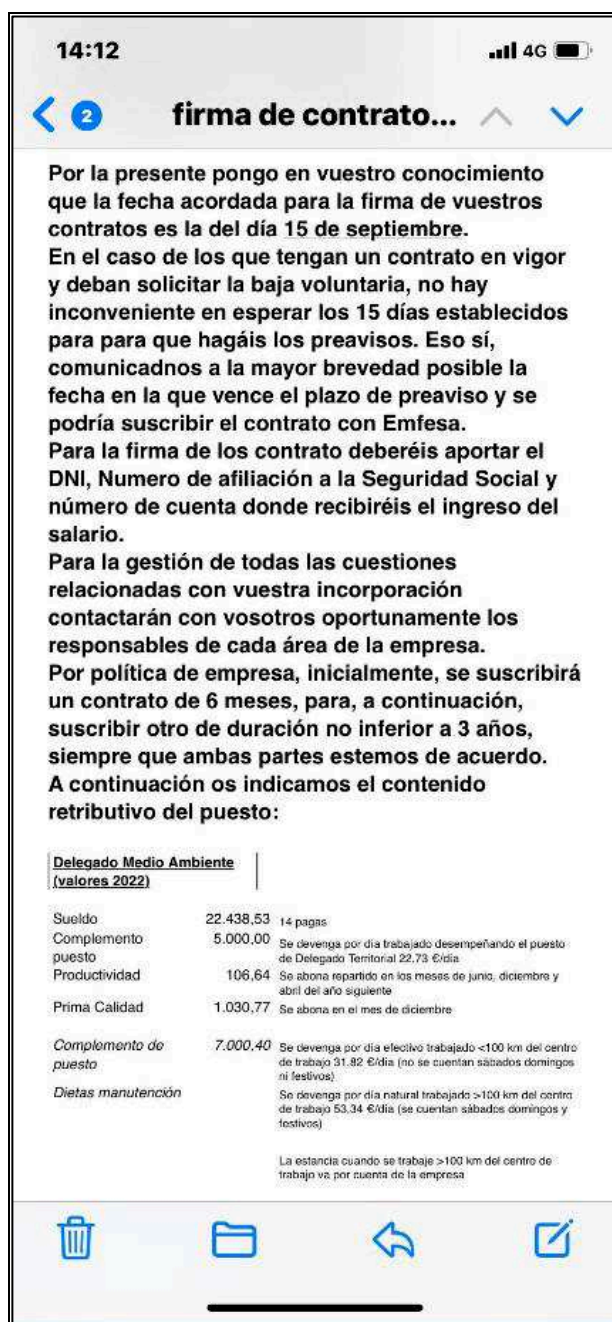 14:12
4G
2
firma de contrato...
Por la presente pongo en vuestro conocimiento
que la fecha acordada para la firma de vuestros
contratos es la del día 15 de septiembre.
En el caso de los que tengan un contrato en vigor
y deban solicitar la baja voluntaria, no hay
inconveniente en esperar los 15 días establecidos
para para que hagáis los preavisos. Eso sí,
comunicadnos a la mayor brevedad posible la
fecha en la que vence el plazo de preaviso y se
podría suscribir el contrato con Emfesa.
Para la firma de los contrato deberéis aportar el
DNI, Numero de afiliación a la Seguridad Social y
número de cuenta donde recibiréis el ingreso del
salario.
Para la gestión de todas las cuestiones
relacionadas con vuestra incorporación
contactarán con vosotros oportunamente los
responsables de cada área de la empresa.
Por política de empresa, inicialmente, se suscribirá
un contrato de 6 meses, para, a continuación,
suscribir otro de duración no inferior a 3 años,
siempre que ambas partes estemos de acuerdo.
A continuación os indicamos el contenido
retributivo del puesto:
Delegado Medio Ambiente
(valores 2022)
Sueldo 22.438,53 14 pagas
Complemento 5.000,00 Se devenga por día trabajado desempeñando el puesto
puesto de Delegado Territorial 22,73 €/día
Productividad 106,64 Se abona repartido en los meses de junio, diciembre y
abril del año siguiente
Prima Calidad 1.030,77 Se abona en el mes de diciembre
Complemento de 7.000,40 Se devenga por día efectivo trabajado <100 km del centro
puesto de trabajo 31,82 €/día (no se cuentan sábados domingos
ni festivos)
Dietas manutención Se devenga por día natural trabajado >100 km del centro
de trabajo 53,34 €/día (se cuentan sábados domingos y
festivos)
La estancia cuando se trabaje >100 km del centro de
trabajo va por cuenta de la empresa